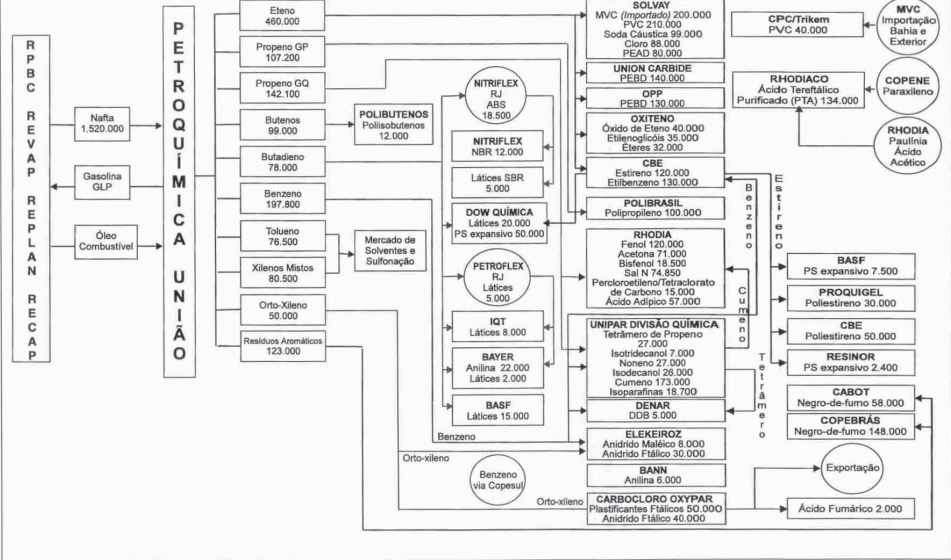 RPBC REVAP REPLAN RECAP
Nafta
1.520.000
Gasolina
GLP
Óleo
Combustível
PETROQUÍMICA UNIÃO
Eteno
460.000
Propeno GP
107.200
Propeno GQ
142.100
Butenos
99.000
Butadieno
78.000
Benzeno
197.800
Tolueno
76.500
Xilenos Mistos
80.500
Orto-Xileno
50.000
Resíduos Aromáticos
123.000
POLIBUTENOS
Poliisobutenos
12.000
Mercado de
Solventes e
Sulfonação
NITRIFLEX
RJ
ABS
18.500
NITRIFLEX
NBR 12.000
Látices SBR
5.000
DOW QUÍMICA
Látices 20.000
PS expansivo 50.000
PETROFLEX
RJ
Látices
5.000
IQT
Látices 8.000
BAYER
Anilina 22.000
Látices 2.000
BASF
Látices 15.000
Benzeno
Orto-xileno
Benzeno
via Copesul
Orto-xileno
SOLVAY
MVC (Importado) 200.000
PVC 210.000
Soda Cáustica 99.000
Cloro 88.000
PEAD 80.000
UNION CARBIDE
PEBD 140.000
OPP
PEBD 130.000
OXITENO
Óxido de Eteno 40.000
Etilenoglicóis 35.000
Éteres 32.000
CBE
Estireno 120.000
Etilbenzeno 130.000
POLIBRASIL
Polipropileno 100.000
RHODIA
Fenol 120.000
Acetona 71.000
Bisfenol 18.500
Sal N 74.850
Percloroetileno/Tetraclorato
de Carbono 15.000
Ácido Adípico 57.000
UNIPAR DIVISÃO QUÍMICA
Tetrâmero de Propeno
27.000
Isotridecanol 7.000
Noneno 27.000
Isodecanol 26.000
Cumeno 173.000
Isoparafinas 18.700
DENAR
DDB 5.000
ELEKEIROZ
Anidrido Maléico 8.000
Anidrido Ftálico 30.000
BANN
Anilina 6.000
CARBOCLORO OXYPAR
Plastificantes Ftálicos 50.000
Anidrido Ftálico 40.000
Benzeno
Cumeno
Tetrâmero
Estireno
CPC/Trikem
PVC 40.000
MVC
Importação
Bahia e
Exterior
RHODIACO
Ácido Tereftálico
Purificado (PTA) 134.000
COPENE
Paraxileno
RHODIA
Paulínia
Ácido
Acético
BASF
PS expansivo 7.500
PROQUIGEL
Poliestireno 30.000
CBE
Poliestireno 50.000
RESINOR
PS expansivo 2.400
CABOT
Negro-de-fumo 58.000
COPEBRÁS
Negro-de-fumo 148.000
Exportação
Ácido Fumárico 2.000